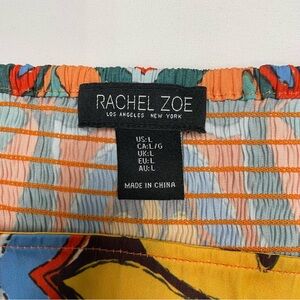 RACHEL ZOE
LOS ANGELES NEW YORK
US:L
CA:L/G
UK:L
EU:L
AU:L
MADE IN CHINA